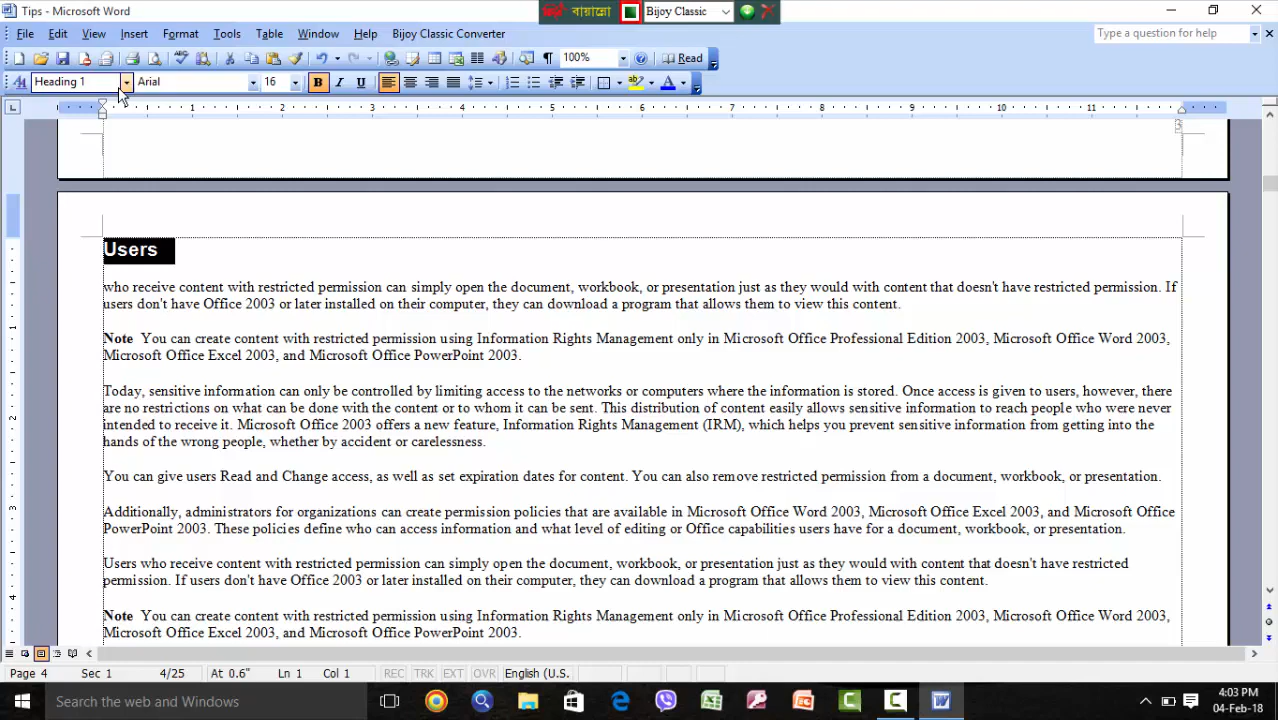 Tips - Microsoft Word
বায়ান্নো
Bijoy Classic
File Edit View Insert Format Tools Table Window Help Bijoy Classic Converter
Type a question for help
100%
Read
Heading 1
Arial
16
B I U
1 2 3 4 5 6 7 8 9 10 11
3
Users
who receive content with restricted permission can simply open the document, workbook, or presentation just as they would with content that doesn't have restricted permission. If
users don't have Office 2003 or later installed on their computer, they can download a program that allows them to view this content.
Note You can create content with restricted permission using Information Rights Management only in Microsoft Office Professional Edition 2003, Microsoft Office Word 2003,
Microsoft Office Excel 2003, and Microsoft Office PowerPoint 2003.
Today, sensitive information can only be controlled by limiting access to the networks or computers where the information is stored. Once access is given to users, however, there
are no restrictions on what can be done with the content or to whom it can be sent. This distribution of content easily allows sensitive information to reach people who were never
intended to receive it. Microsoft Office 2003 offers a new feature, Information Rights Management (IRM), which helps you prevent sensitive information from getting into the
hands of the wrong people, whether by accident or carelessness.
You can give users Read and Change access, as well as set expiration dates for content. You can also remove restricted permission from a document, workbook, or presentation.
Additionally, administrators for organizations can create permission policies that are available in Microsoft Office Word 2003, Microsoft Office Excel 2003, and Microsoft Office
PowerPoint 2003. These policies define who can access information and what level of editing or Office capabilities users have for a document, workbook, or presentation.
Users who receive content with restricted permission can simply open the document, workbook, or presentation just as they would with content that doesn't have restricted
permission. If users don't have Office 2003 or later installed on their computer, they can download a program that allows them to view this content.
Note You can create content with restricted permission using Information Rights Management only in Microsoft Office Professional Edition 2003, Microsoft Office Word 2003,
Microsoft Office Excel 2003, and Microsoft Office PowerPoint 2003.
Page 4 Sec 1 4/25 At 0.6" Ln 1 Col 1 REC TRK EXT OVR English (U.S.
Search the web and Windows
4:03 PM
04-Feb-18